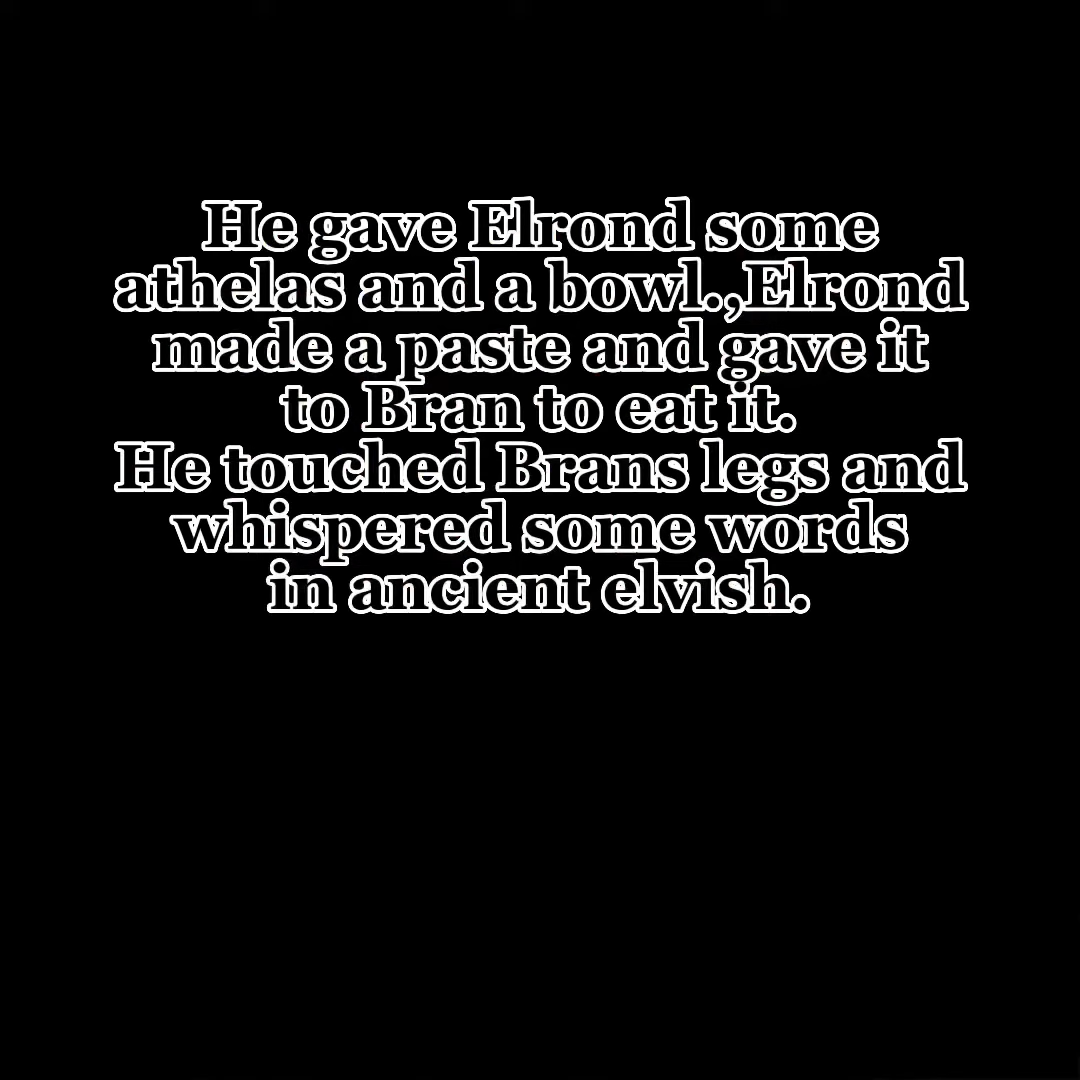 He gave Elrond some
athelas and a bowl.,Elrond
made a paste and gave it
to Bran to eat it.
He touched Brans legs and
whispered some words
in ancient elvish.